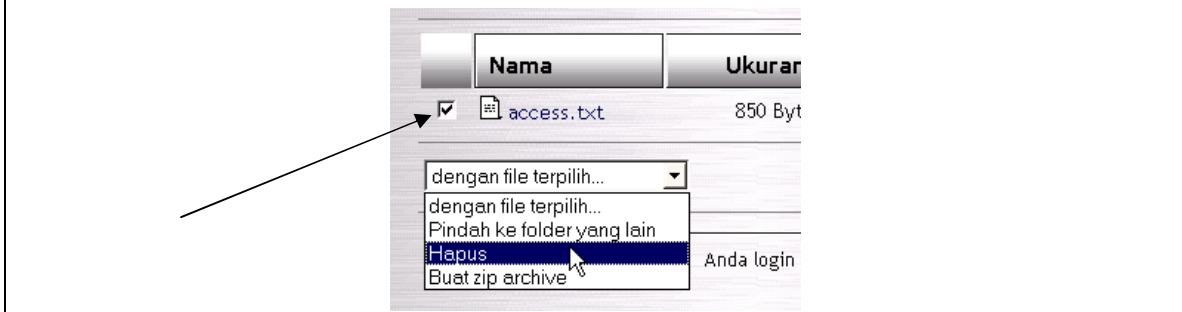 Nama Ukuran
access.txt 850 Byt
dengan file terpilih...
dengan file terpilih...
Pindah ke folder yang lain
Hapus
Anda login
Buat zip archive